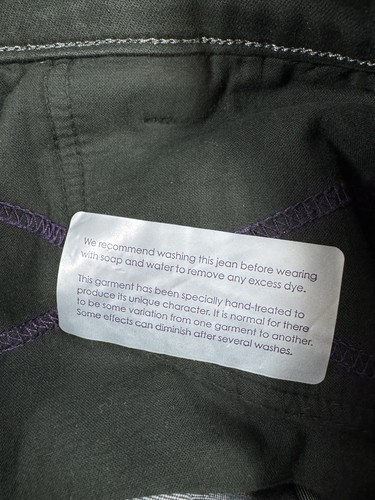 We recommend washing this jean before wearing
with soap and water to remove any excess dye.
This garment has been specially hand-treated to
produce its unique character. It is normal for there
to be some variation from one garment to another.
Some effects can diminish after several washes.